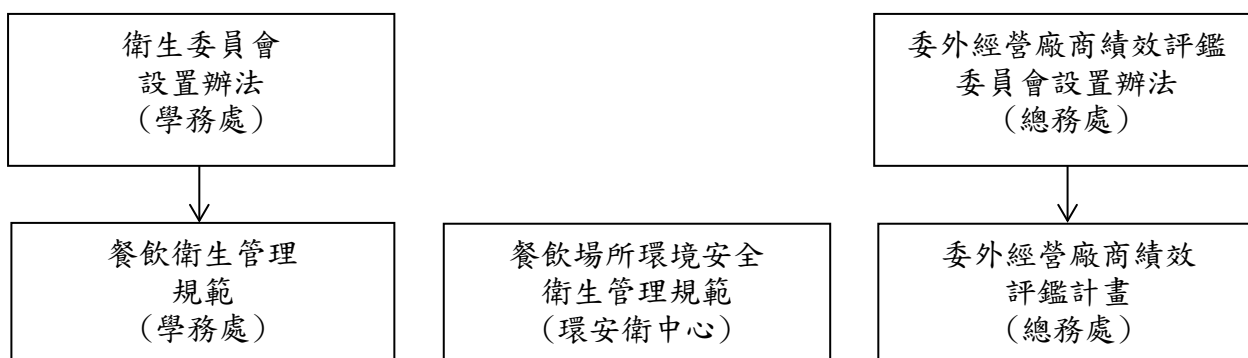 衛生委員會
設置辦法
(學務處)
委外經營廠商績效評鑑
委員會設置辦法
(總務處)
餐飲衛生管理
規範
(學務處)
餐飲場所環境安全
衛生管理規範
(環安衛中心)
委外經營廠商績效
評鑑計畫
(總務處)